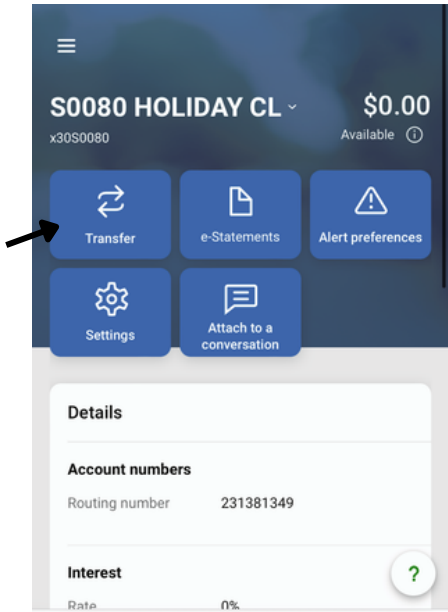 S0080 HOLIDAY CL
$0.00
x30S0080
Available
Transfer
e-Statements
Alert preferences
Settings
Attach to a
conversation
Details
Account numbers
Routing number 231381349
Interest
?
Rate 0%